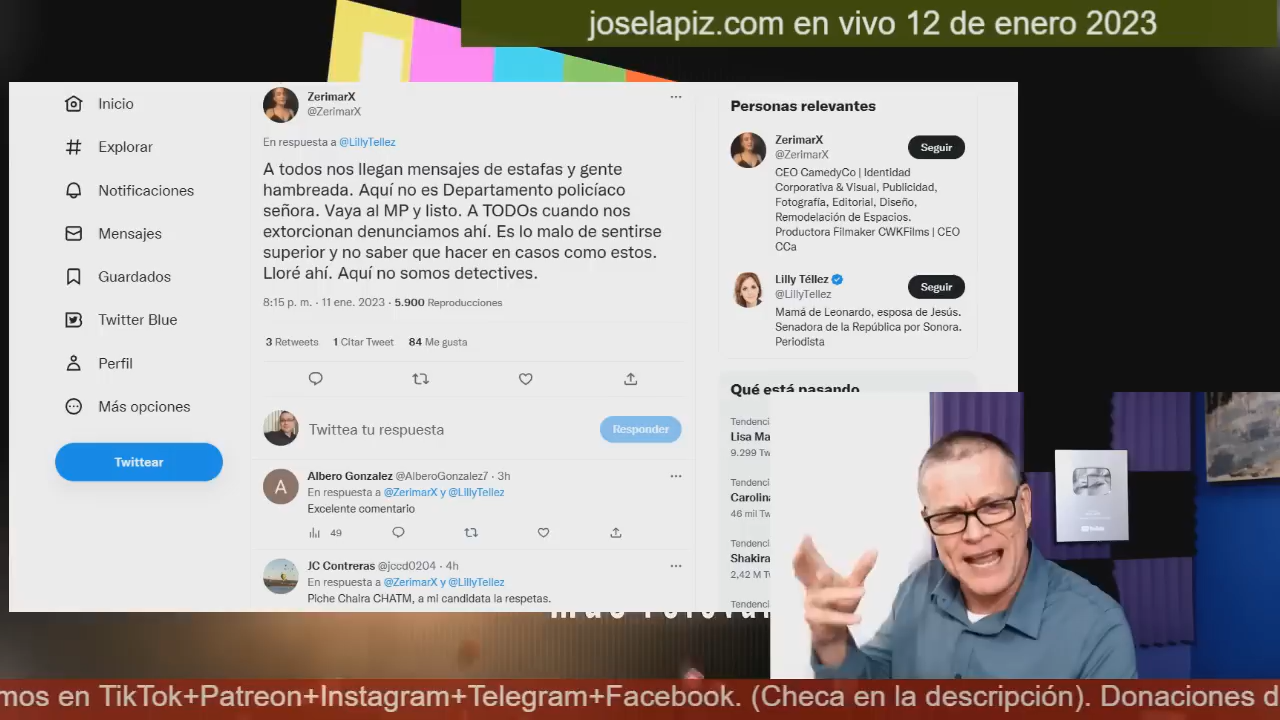 joselapiz.com en vivo 12 de enero 2023
Inicio
Explorar
Notificaciones
Mensajes
Guardados
Twitter Blue
Perfil
Más opciones
Twittear
ZerimarX
@ZerimarX
En respuesta a @LillyTellez
A todos nos llegan mensajes de estafas y gente
hambreada. Aquí no es Departamento policíaco
señora. Vaya al MP y listo. A TODOs cuando nos
extorcionan denunciamos ahí. Es lo malo de sentirse
superior y no saber que hacer en casos como estos.
Lloré ahí. Aquí no somos detectives.
8:15 p. m. · 11 ene. 2023 · 5.900 Reproducciones
3 Retweets 1 Citar Tweet 84 Me gusta
Twittea tu respuesta
Responder
A
Albero Gonzalez @AlberoGonzalez7 · 3h
En respuesta a @ZerimarX y @LillyTellez
Excelente comentario
49
JC Contreras @jccd0204 · 4h
En respuesta a @ZerimarX y @LillyTellez
Piche Chaira CHATM, a mi candidata la respetas.
Personas relevantes
ZerimarX
@ZerimarX
Seguir
CEO CamedyCo | Identidad
Corporativa & Visual, Publicidad,
Fotografía, Editorial, Diseño,
Remodelación de Espacios.
Productora Filmaker CWKFilms | CEO
CCa
Lilly Téllez
@LillyTellez
Seguir
Mamá de Leonardo, esposa de Jesús.
Senadora de la República por Sonora.
Periodista
Qué está pasando
Tendenci
Lisa Ma
9.299 Tw
Tendenci
Carolina
46 mil Tw
Tendenci
Shakira
2,42 M T
Tendenci
YouTube
mos en TikTok+Patreon+Instagram+Telegram+Facebook. (Checa en la descripción). Donaciones d